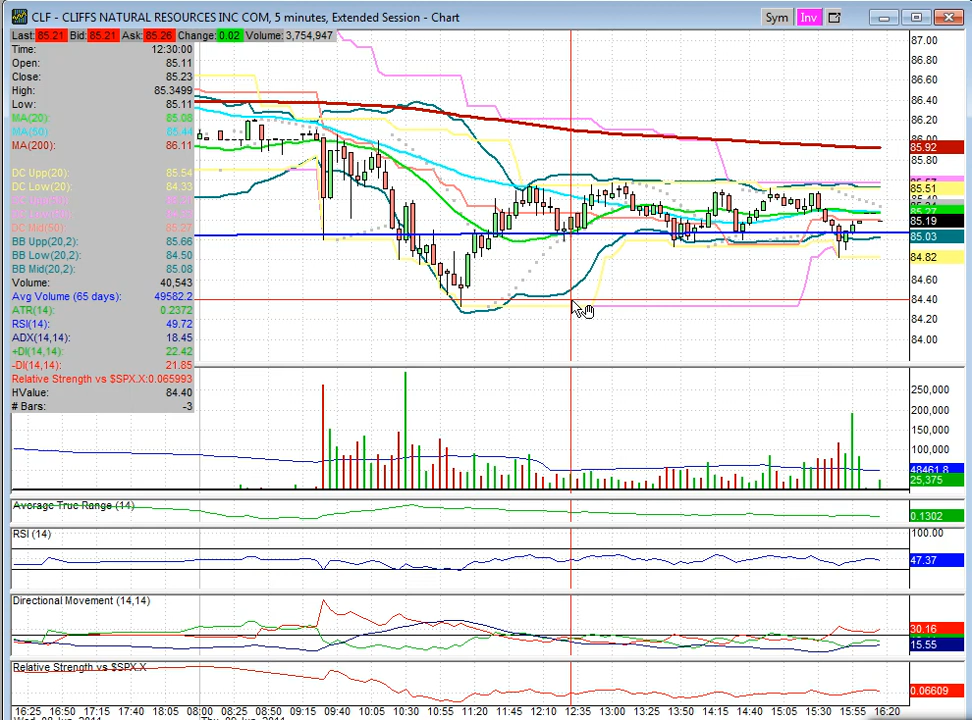 CLF - CLIFFS NATURAL RESOURCES INC COM, 5 minutes, Extended Session - Chart
Sym Inv
Last: 85.21 Bid: 85.21 Ask: 85.26 Change: 0.02 Volume: 3,754,947
Time: 12:30:00
Open: 85.11
Close: 85.23
High: 85.3499
Low: 85.11
MA(20): 85.08
MA(50): 85.44
MA(200): 86.11
DC Upp(20): 85.54
DC Low(20): 84.33
DC Mid(50): 85.27
BB Upp(20,2): 85.66
BB Low(20,2): 84.50
BB Mid(20,2): 85.08
Volume: 40,543
Avg Volume (65 days): 49582.2
ATR(14): 0.2372
RSI(14): 49.72
ADX(14,14): 18.45
+DI(14,14): 22.42
-DI(14,14): 21.85
Relative Strength vs $SPX.X: 0.065993
HValue: 84.40
# Bars: -3
87.00
86.80
86.60
86.40
86.20
86.00
85.92
85.80
85.51
85.27
85.19
85.03
84.82
84.60
84.40
84.20
84.00
250,000
200,000
150,000
100,000
48461.8
25,375
Average True Range (14)
0.1302
RSI (14)
100.00
47.37
Directional Movement (14,14)
30.16
15.55
Relative Strength vs $SPX.X
0.06609
16:25 16:50 17:15 17:40 18:05 08:00 08:25 08:50 09:15 09:40 10:05 10:30 10:55 11:20 11:45 12:10 12:35 13:00 13:25 13:50 14:15 14:40 15:05 15:30 15:55 16:20